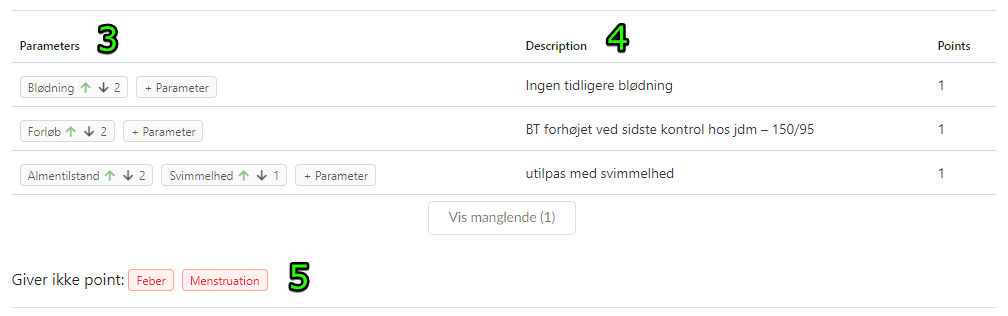 Parameters 3 Description 4 Points
Blødning ↑ ↓ 2 + Parameter Ingen tidligere blødning 1
Forløb ↑ ↓ 2 + Parameter BT forhøjet ved sidste kontrol hos jdm – 150/95 1
Almentilstand ↑ ↓ 2 Svimmelhed ↑ ↓ 1 + Parameter utilpas med svimmelhed 1
Vis manglende (1)
Giver ikke point: Feber Menstruation 5